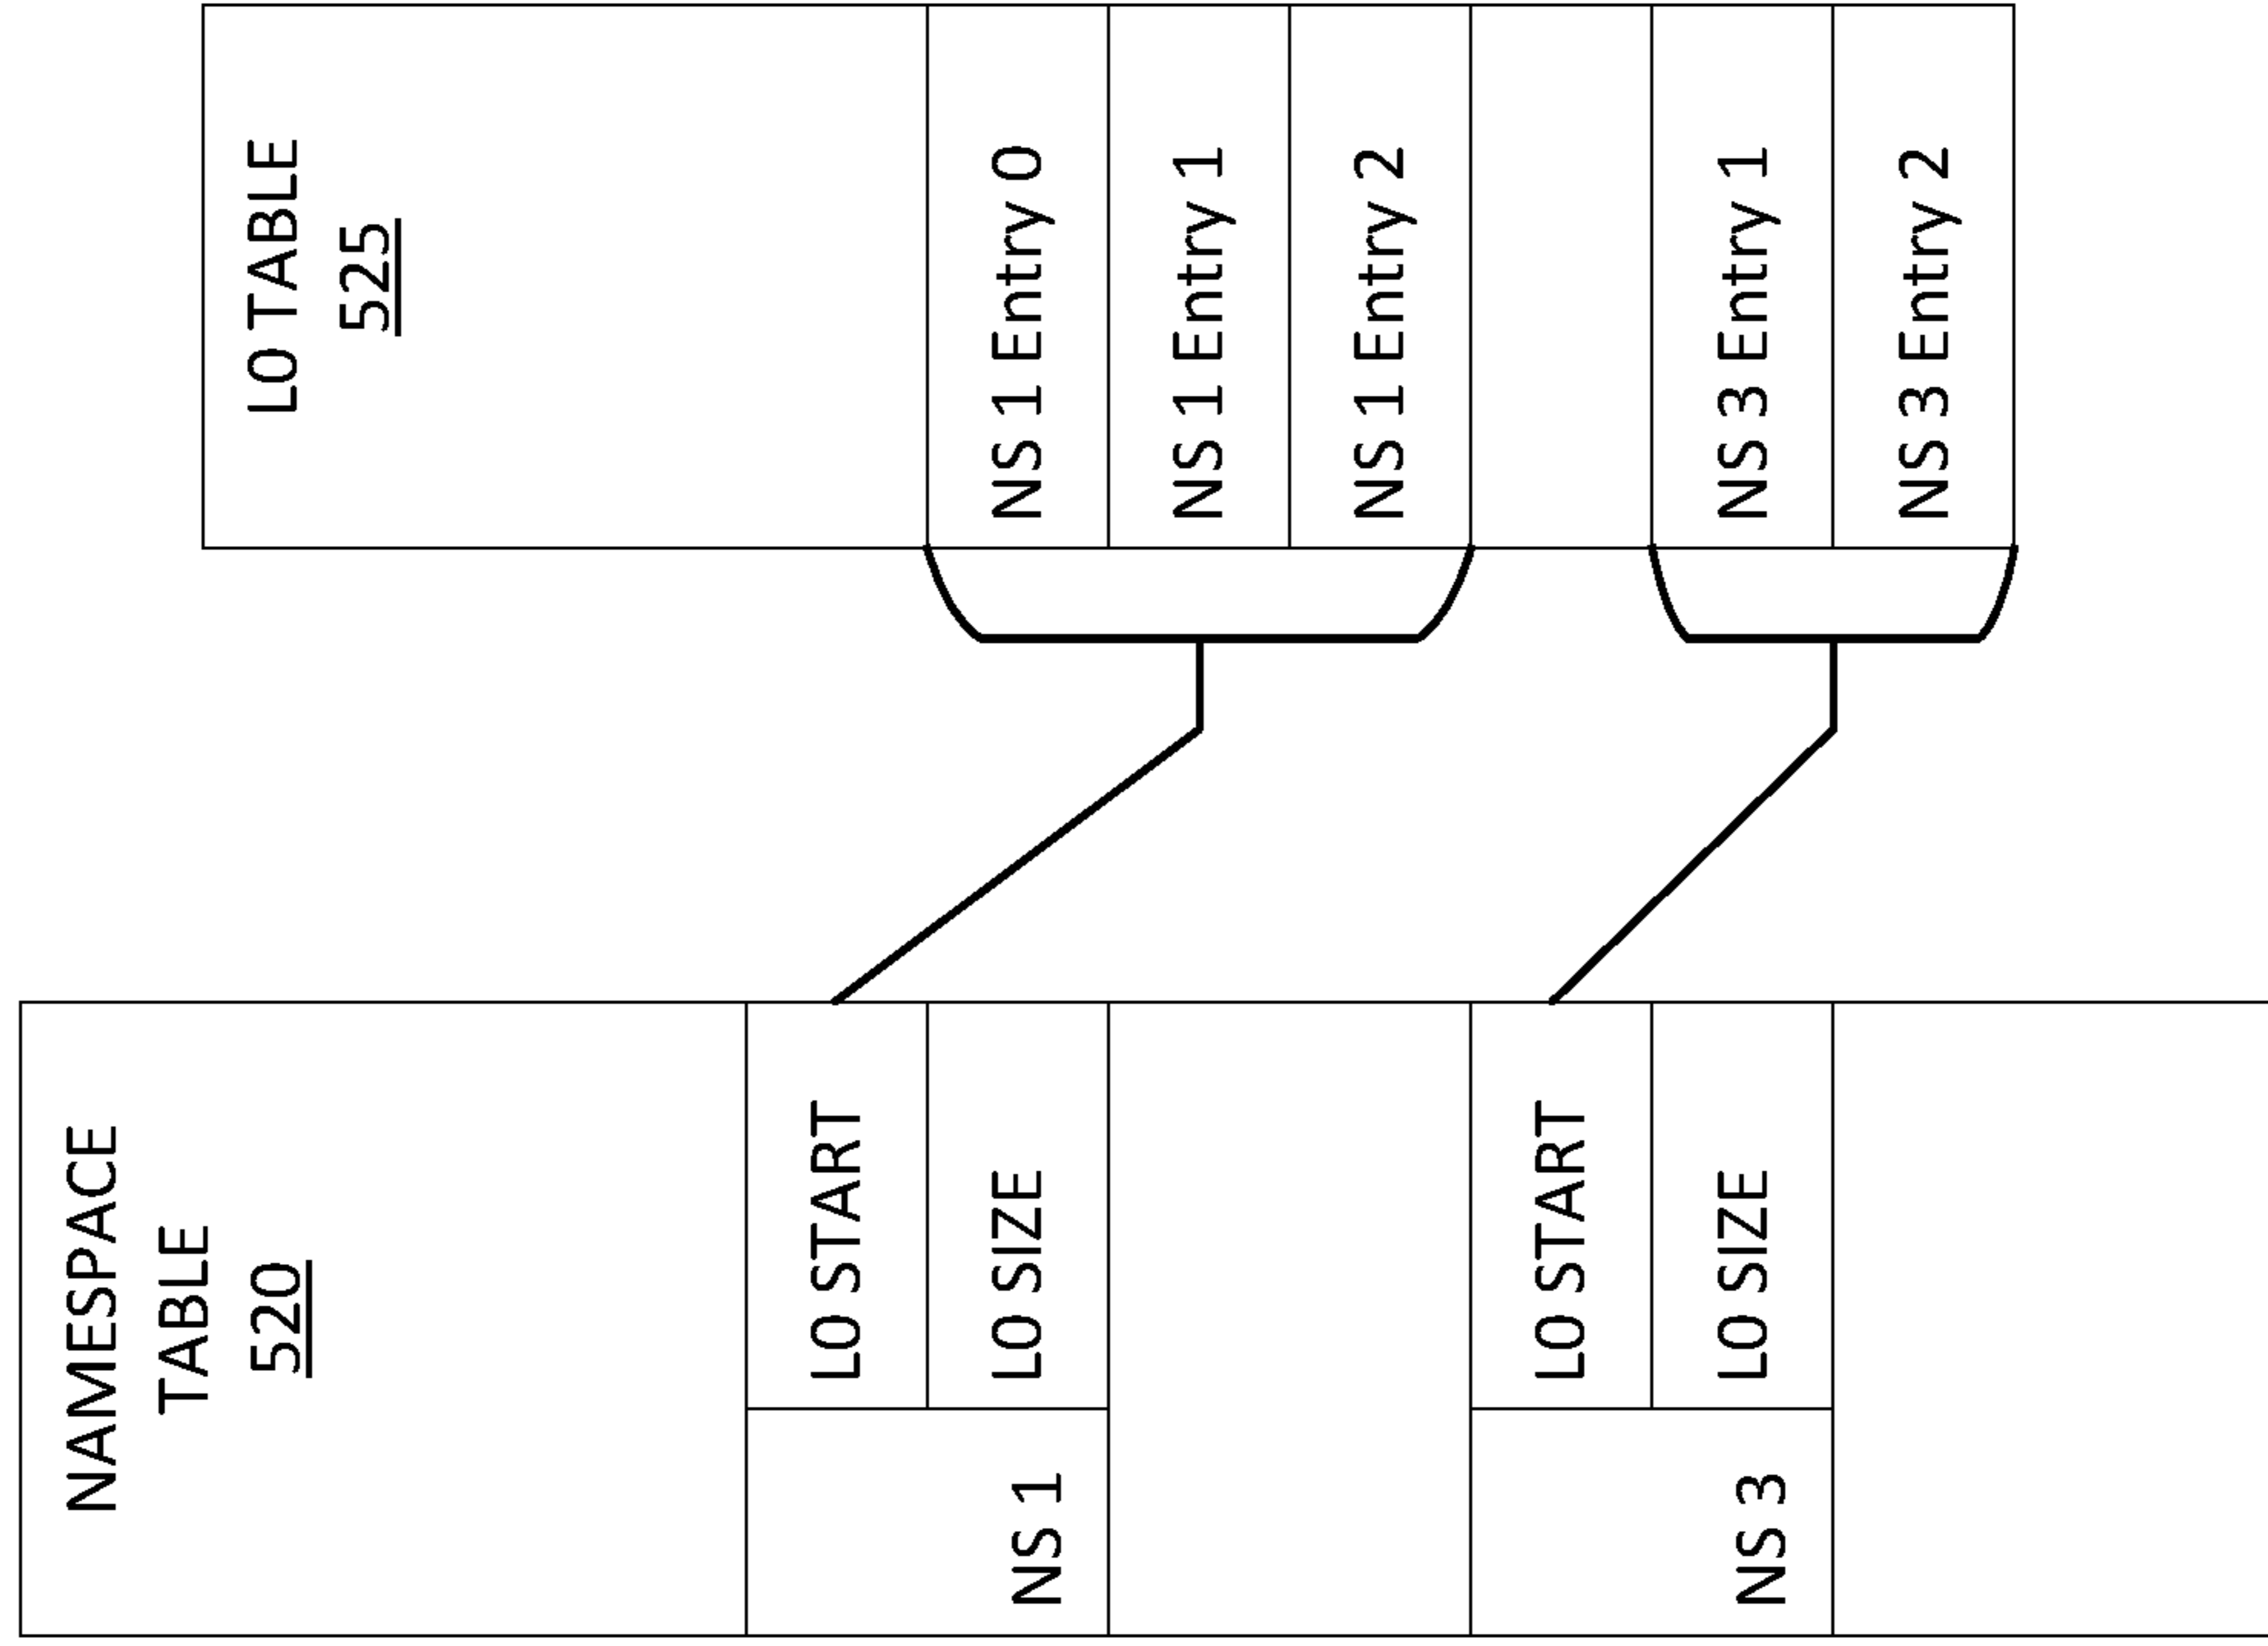 NAMESPACE
TABLE
520
NS 1
L0 START
L0 SIZE
NS 3
L0 START
L0 SIZE
L0 TABLE
525
NS 1 Entry 0
NS 1 Entry 1
NS 1 Entry 2
NS 3 Entry 1
NS 3 Entry 2